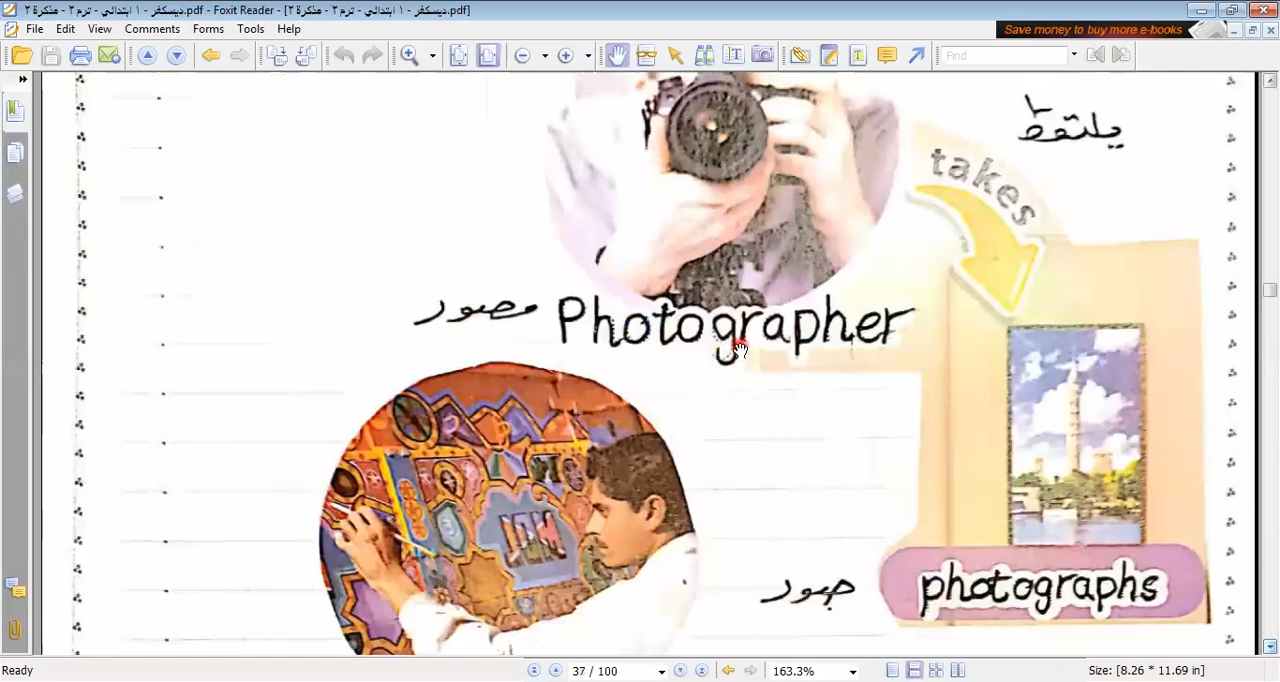 ديسكفر - ١ ابتدائي - ترم ٢ - مذكرة ٢.pdf - Foxit Reader - [ديسكفر - ١ ابتدائي - ترم ٢ - مذكرة ٢.pdf]
File Edit View Comments Forms Tools Help
Save money to buy more e-books
Find
يلتقط
takes
مصور Photographer
صور photographs
Ready
37 / 100
163.3%
Size: [8.26 * 11.69 in]